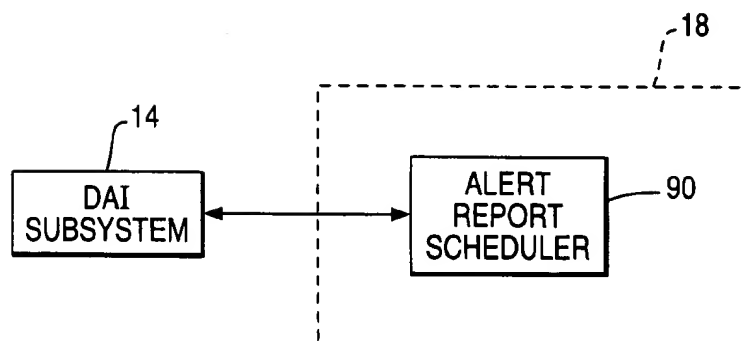 18
14
DAI
SUBSYSTEM
ALERT
REPORT
SCHEDULER
90